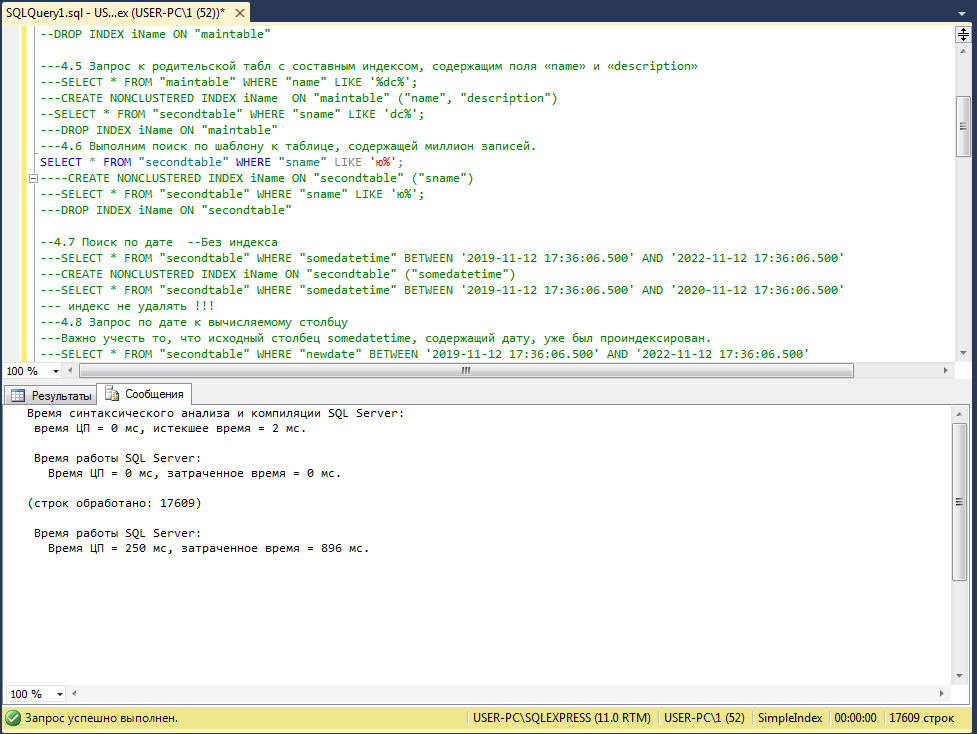 SQLQuery1.sql - US...ex (USER-PC\1 (52))*
--DROP INDEX iName ON "maintable"
---4.5 Запрос к родительской табл с составным индексом, содержащим поля «name» и «description»
---SELECT * FROM "maintable" WHERE "name" LIKE '%dc%';
---CREATE NONCLUSTERED INDEX iName  ON "maintable" ("name", "description")
--SELECT * FROM "secondtable" WHERE "sname" LIKE 'dc%';
---DROP INDEX iName ON "maintable"
---4.6 Выполним поиск по шаблону к таблице, содержащей миллион записей.
SELECT * FROM "secondtable" WHERE "sname" LIKE 'ю%';
----CREATE NONCLUSTERED INDEX iName ON "secondtable" ("sname")
---SELECT * FROM "secondtable" WHERE "sname" LIKE 'ю%';
---DROP INDEX iName ON "secondtable"
--4.7 Поиск по дате  --Без индекса
---SELECT * FROM "secondtable" WHERE "somedatetime" BETWEEN '2019-11-12 17:36:06.500' AND '2022-11-12 17:36:06.500'
---CREATE NONCLUSTERED INDEX iName ON "secondtable" ("somedatetime")
---SELECT * FROM "secondtable" WHERE "somedatetime" BETWEEN '2019-11-12 17:36:06.500' AND '2020-11-12 17:36:06.500'
--- индекс не удалять !!!
---4.8 Запрос по дате к вычисляемому столбцу
---Важно учесть то, что исходный столбец somedatetime, содержащий дату, уже был проиндексирован.
---SELECT * FROM "secondtable" WHERE "newdate" BETWEEN '2019-11-12 17:36:06.500' AND '2022-11-12 17:36:06.500'
100 %
Результаты Сообщения
Время синтаксического анализа и компиляции SQL Server:
время ЦП = 0 мс, истекшее время = 2 мс.
Время работы SQL Server:
Время ЦП = 0 мс, затраченное время = 0 мс.
(строк обработано: 17609)
Время работы SQL Server:
Время ЦП = 250 мс, затраченное время = 896 мс.
100 %
Запрос успешно выполнен. USER-PC\SQLEXPRESS (11.0 RTM) USER-PC\1 (52) SimpleIndex 00:00:00 17609 строк